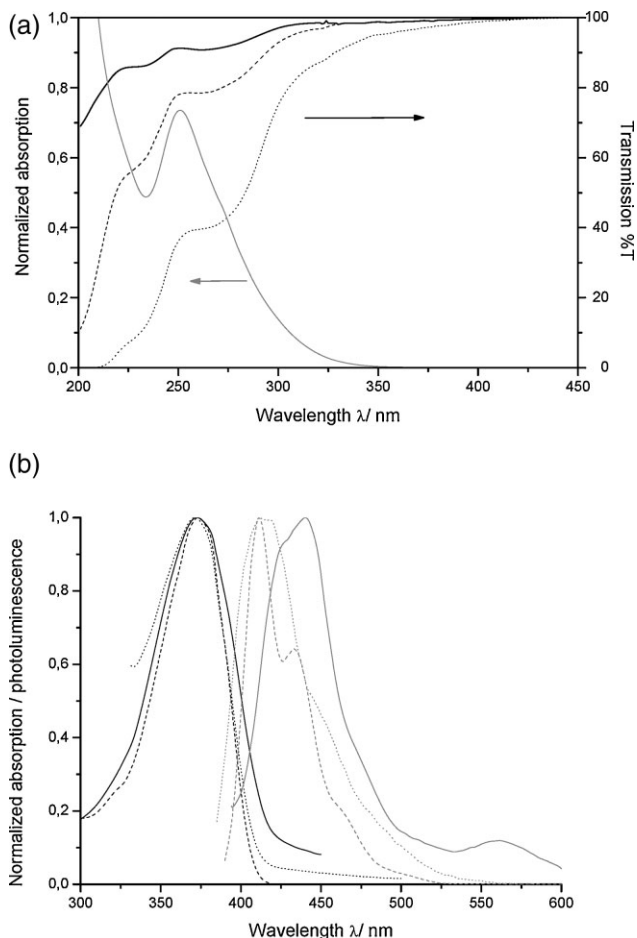 (a)
1,0
0,8
0,6
0,4
0,2
0,0
Normalized absorption
100
80
60
40
20
0
Transmission %T
200 250 300 350 400 450
Wavelength λ/ nm
(b)
1,0
0,8
0,6
0,4
0,2
0,0
Normalized absorption / photoluminescence
300 350 400 450 500 550 600
Wavelength λ/ nm